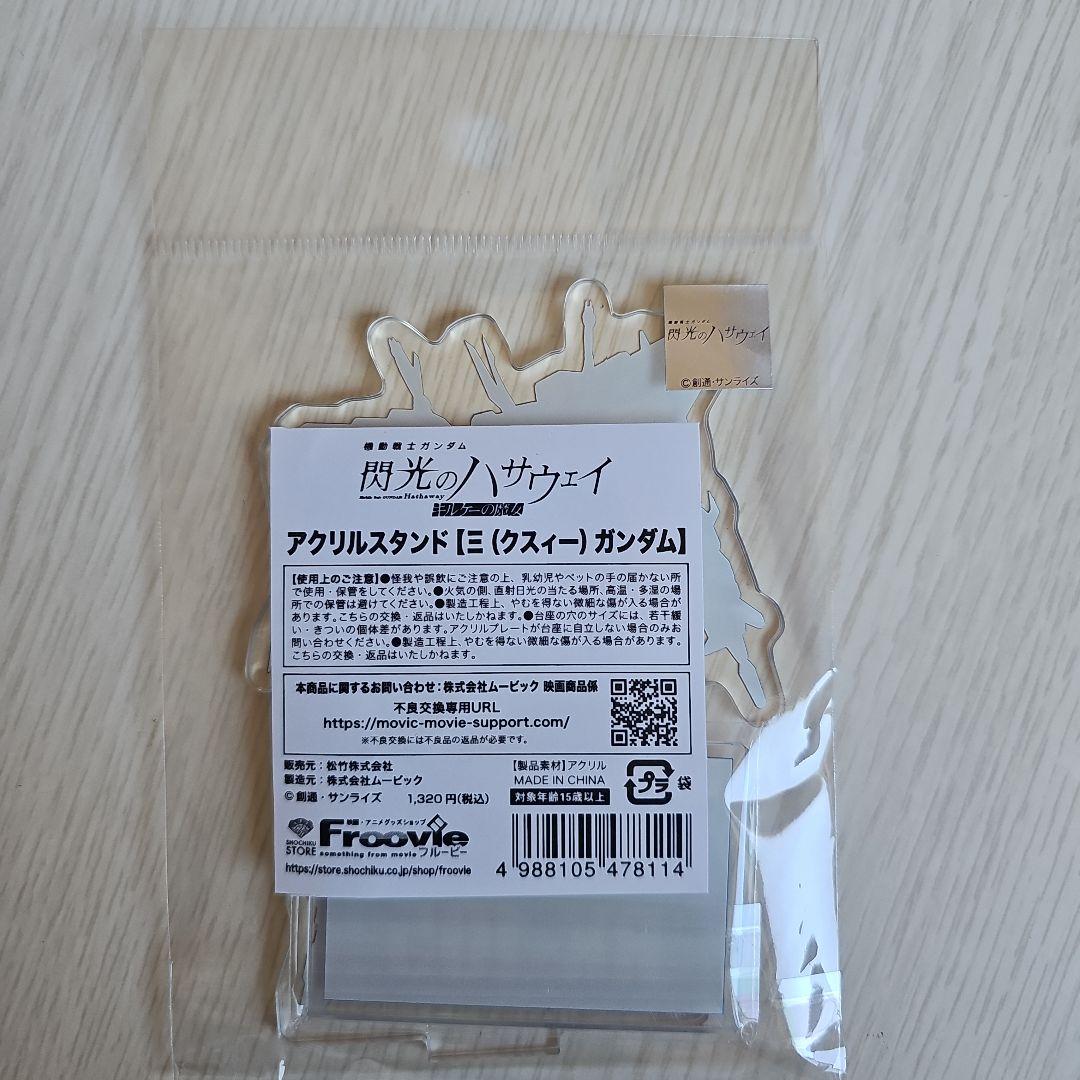 機動戦士ガンダム
閃光のハサウェイ
©創通・サンライズ
機動戦士ガンダム
閃光のハサウェイ
Mobile Suit GUNDAM Hathaway
キルケーの魔女
アクリルスタンド【Ξ（クスィー）ガンダム】
【使用上のご注意】●怪我や誤飲にご注意の上、乳幼児やペットの手の届かない所
で使用・保管をしてください。●火気の側、直射日光の当たる場所、高温・多湿の場
所での保管は避けてください。●製造工程上、やむを得ない微細な傷が入る場合が
あります。こちらの交換・返品はいたしかねます。●台座の穴のサイズには、若干緩
い・きついの個体差があります。アクリルプレートが台座に自立しない場合のみお
問い合わせください。●製造工程上、やむを得ない微細な傷が入る場合があります。
こちらの交換・返品はいたしかねます。
本商品に関するお問い合わせ：株式会社ムービック 映画商品係
不良交換専用URL
https://movic-movie-support.com/
※不良交換には不良品の返品が必要です。
販売元：松竹株式会社
製造元：株式会社ムービック
©創通・サンライズ 1,320円(税込)
【製品素材】アクリル
MADE IN CHINA
対象年齢15歳以上
プラ 袋
SHOCHIKU STORE
映画・アニメグッズショップ
Froovie
something from movie フルービー
https://store.shochiku.co.jp/shop/froovie
4 988105 478114